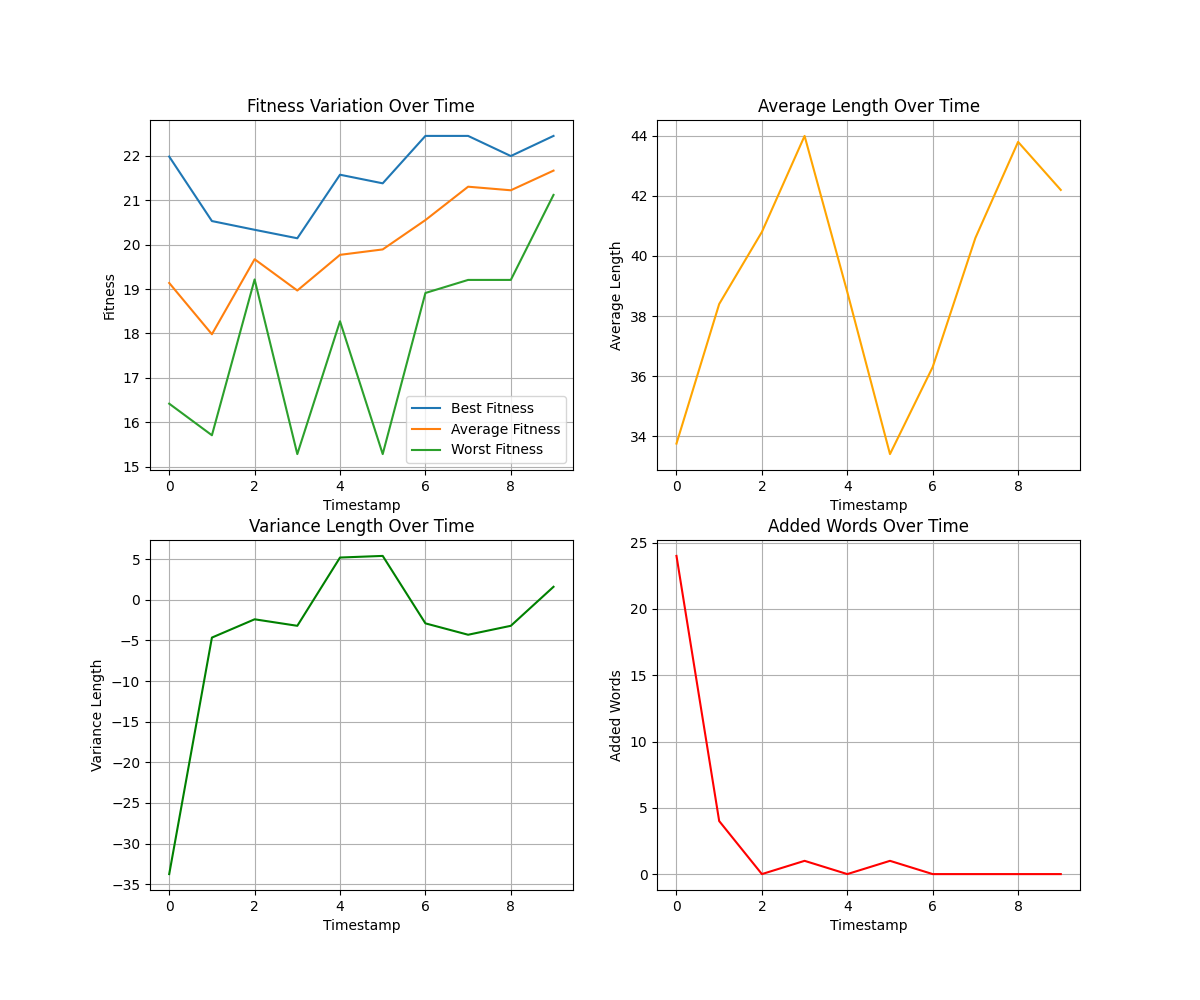 Fitness Variation Over Time
Fitness
22
21
20
19
18
17
16
15
Best Fitness
Average Fitness
Worst Fitness
0 2 4 6 8
Timestamp
Average Length Over Time
Average Length
44
42
40
38
36
34
0 2 4 6 8
Timestamp
Variance Length Over Time
Variance Length
5
0
−5
−10
−15
−20
−25
−30
−35
0 2 4 6 8
Timestamp
Added Words Over Time
Added Words
25
20
15
10
5
0
0 2 4 6 8
Timestamp